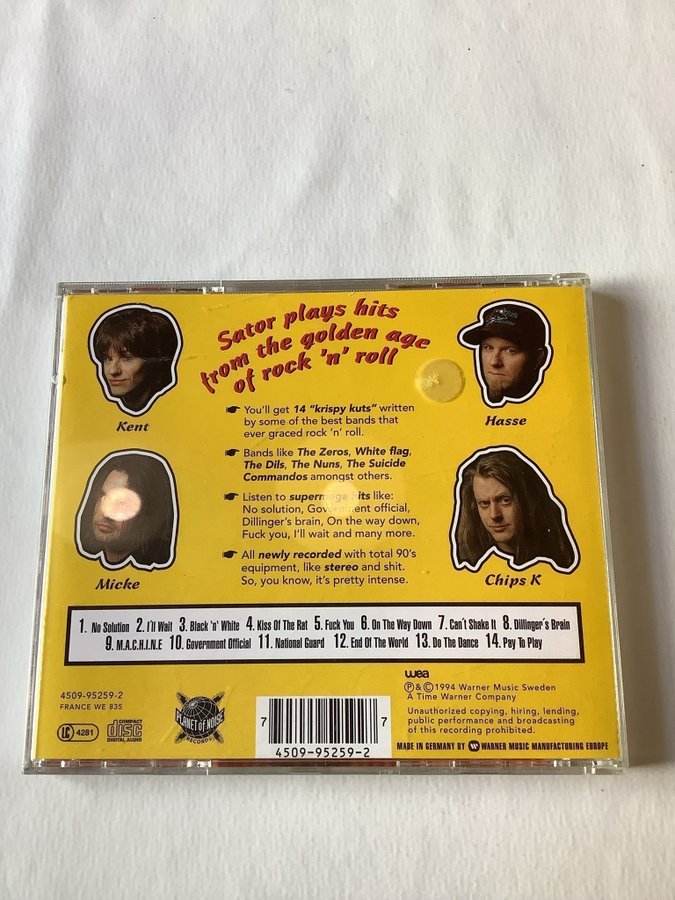 Sator plays hits
from the golden age
of rock 'n' roll
Kent
Hasse
Micke
Chips K
You'll get 14 "krispy kuts" written
by some of the best bands that
ever graced rock 'n' roll.
Bands like The Zeros, White flag,
The Dils, The Nuns, The Suicide
Commandos amongst others.
Listen to supermega hits like:
No solution, Government official,
Dillinger's brain, On the way down,
Fuck you, I'll wait and many more.
All newly recorded with total 90's
equipment, like stereo and shit.
So, you know, it's pretty intense.
1. No Solution 2. I'll Wait 3. Black 'n' White 4. Kiss Of The Rat 5. Fuck You 6. On The Way Down 7. Can't Shake It 8. Dillinger's Brain
9. M.A.C.H.I.N.E 10. Government Official 11. National Guard 12. End Of The World 13. Do The Dance 14. Pay To Play
4509-95259-2
FRANCE WE 835
LC 4281
COMPACT
disc
DIGITAL AUDIO
PLANET OF NOISE
RECORDS
7 7
4509-95259-2
wea
℗ & © 1994 Warner Music Sweden
A Time Warner Company
Unauthorized copying, hiring, lending,
public performance and broadcasting
of this recording prohibited.
MADE IN GERMANY BY WARNER MUSIC MANUFACTURING EUROPE